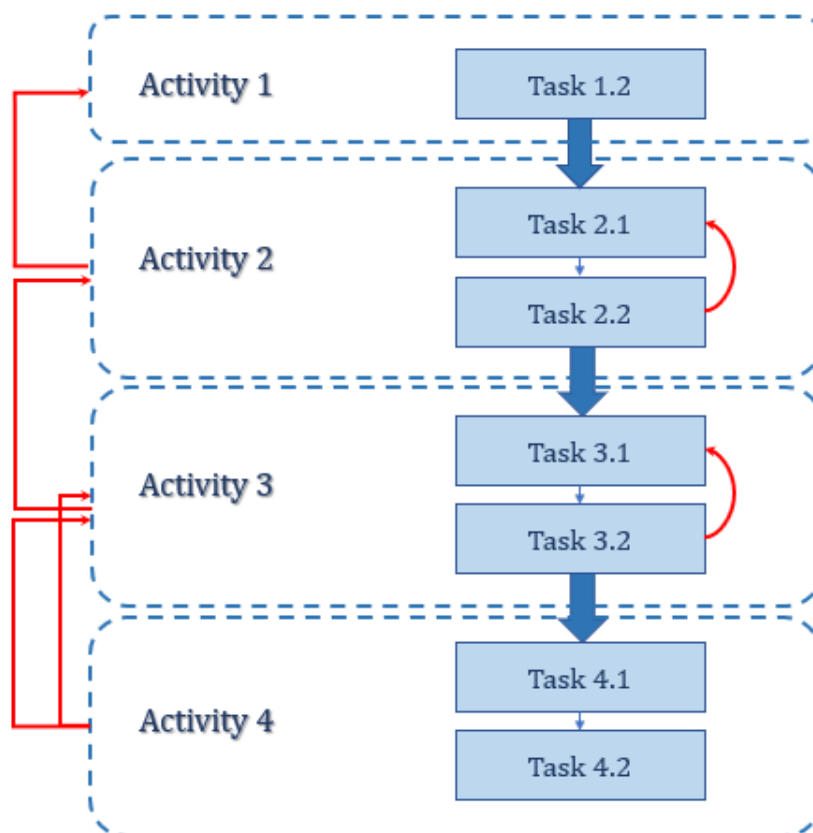 Activity 1
Task 1.2
Activity 2
Task 2.1
Task 2.2
Activity 3
Task 3.1
Task 3.2
Activity 4
Task 4.1
Task 4.2